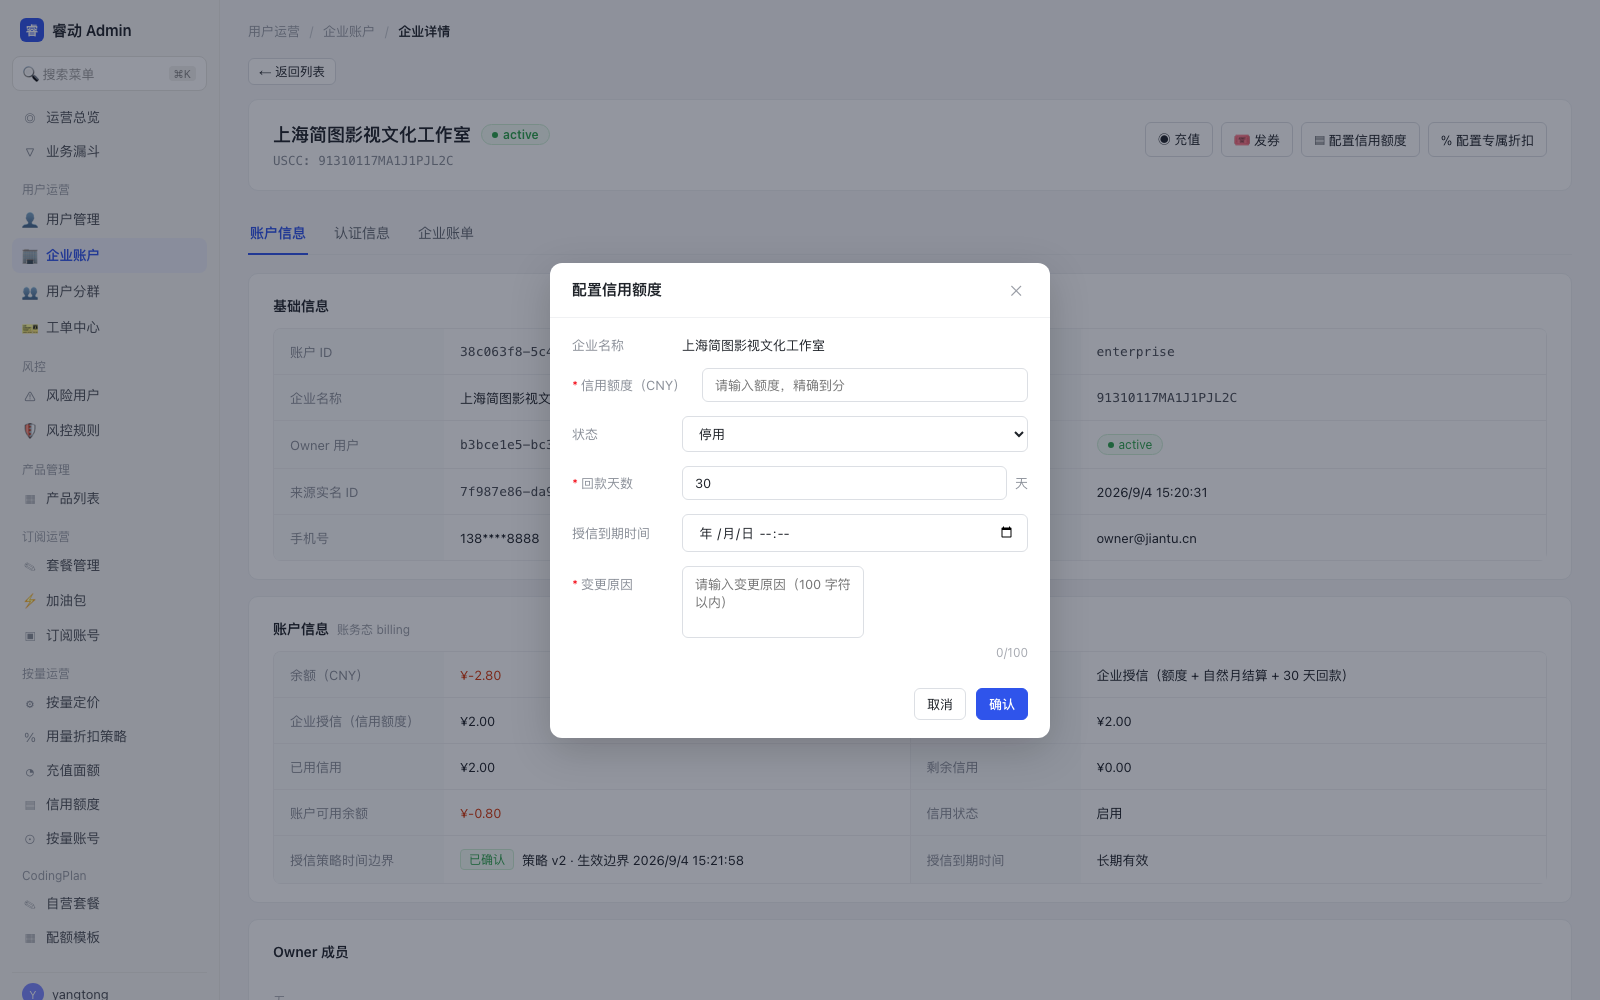 睿 睿动 Admin
搜索菜单 ⌘K
运营总览
业务漏斗
用户运营
用户管理
企业账户
用户分群
工单中心
风控
风险用户
风控规则
产品管理
产品列表
订阅运营
套餐管理
加油包
订阅账号
按量运营
按量定价
% 用量折扣策略
充值面额
信用额度
按量账号
CodingPlan
自营套餐
配额模板
Y yangtong
用户运营 / 企业账户 / 企业详情
← 返回列表
上海简图影视文化工作室 active
USCC: 91310117MA1J1PJL2C
充值 发券 配置信用额度 % 配置专属折扣
账户信息 认证信息 企业账单
基础信息
账户 ID 38c063f8-5c4 enterprise
企业名称 上海简图影视文 91310117MA1J1PJL2C
Owner 用户 b3bce1e5-bc3 active
来源实名 ID 7f987e86-da9 2026/9/4 15:20:31
手机号 138****8888 owner@jiantu.cn
账户信息 账务态 billing
余额（CNY） ¥-2.80 企业授信（额度 + 自然月结算 + 30 天回款）
企业授信（信用额度） ¥2.00 ¥2.00
已用信用 ¥2.00 剩余信用 ¥0.00
账户可用余额 ¥-0.80 信用状态 启用
授信策略时间边界 已确认 策略 v2 · 生效边界 2026/9/4 15:21:58 授信到期时间 长期有效
Owner 成员
配置信用额度 ×
企业名称 上海简图影视文化工作室
* 信用额度（CNY） 请输入额度，精确到分
状态 停用
* 回款天数 30 天
授信到期时间 年 /月/日 --:--
* 变更原因 请输入变更原因（100 字符
以内）
0/100
取消 确认